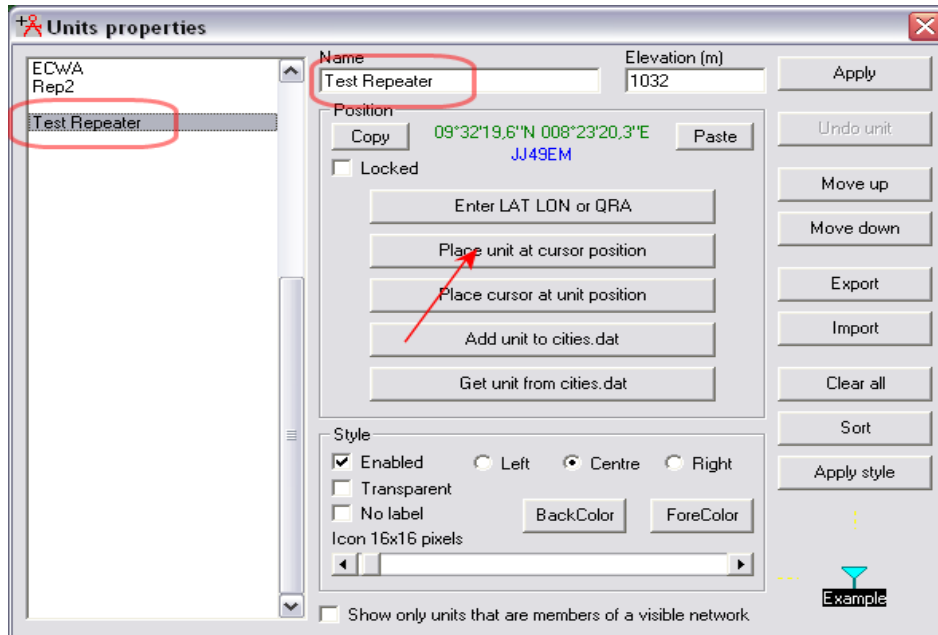 Units properties
ECWA
Rep2
Test Repeater
Name
Elevation (m)
Test Repeater
1032
Position
Copy
09°32'19,6"N 008°23'20,3"E
JJ49EM
Paste
Locked
Enter LAT LON or QRA
Place unit at cursor position
Place cursor at unit position
Add unit to cities.dat
Get unit from cities.dat
Style
Enabled
Left
Centre
Right
Transparent
No label
BackColor
ForeColor
Icon 16x16 pixels
Show only units that are members of a visible network
Apply
Undo unit
Move up
Move down
Export
Import
Clear all
Sort
Apply style
Example